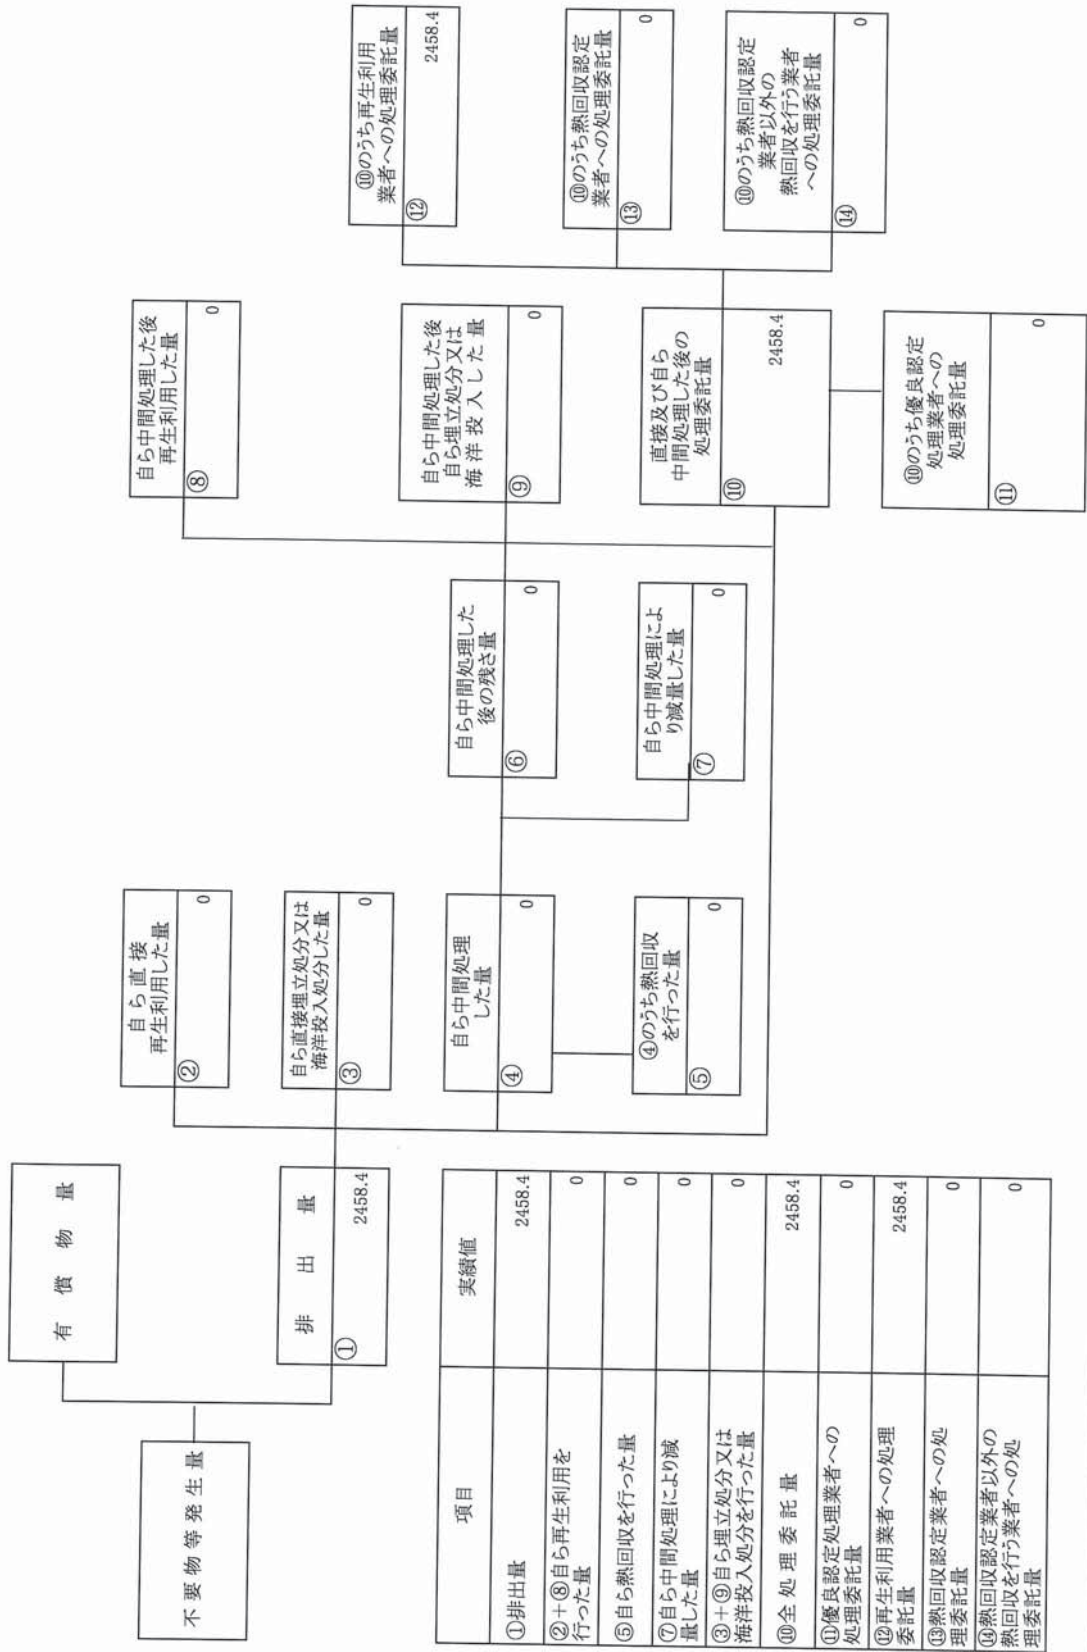 不要物等発生量
有償物量
排出量
①
2458.4
自ら直接
再生利用した量
②
0
自ら直接埋立処分又は
海洋投入処分した量
③
0
自ら中間処理
した量
④
0
④のうち熱回収
を行った量
⑤
0
自ら中間処理した
後の残さ量
⑥
0
自ら中間処理によ
り減量した量
⑦
0
自ら中間処理した後
再生利用した量
⑧
0
自ら中間処理した後
自ら埋立処分又は
海洋投入した量
⑨
0
直接及び自ら
中間処理した後の
処理委託量
⑩
2458.4
⑩のうち優良認定
処理業者への
処理委託量
⑪
0
⑩のうち再生利用
業者への処理委託量
⑫
2458.4
⑩のうち熱回収認定
業者への処理委託量
⑬
0
⑩のうち熱回収認定
業者以外の
熱回収を行う業者
への処理委託量
⑭
0
項目 実績値
①排出量 2458.4
②+⑧自ら再生利用を
行った量 0
⑤自ら熱回収を行った量 0
⑦自ら中間処理により減
量した量 0
③+⑨自ら埋立処分又は
海洋投入処分を行った量 0
⑩全処理委託量 2458.4
⑪優良認定処理業者への
処理委託量 0
⑫再生利用業者への処理
委託量 2458.4
⑬熱回収認定業者への処
理委託量 0
⑭熱回収認定業者以外の
熱回収を行う業者への処
理委託量 0